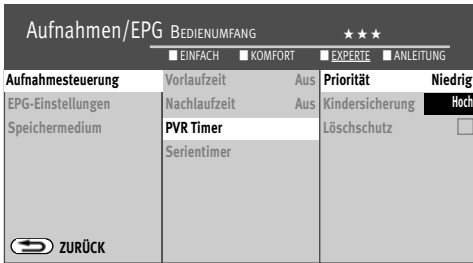 Aufnahmen/EPG BEDIENUMFANG ★★★
EINFACH KOMFORT EXPERTE ANLEITUNG
Aufnahmesteuerung Vorlaufzeit Aus Priorität Niedrig
EPG-Einstellungen Nachlaufzeit Aus Kindersicherung Hoch
Speichermedium PVR Timer Löschschutz
Serientimer
ZURÜCK